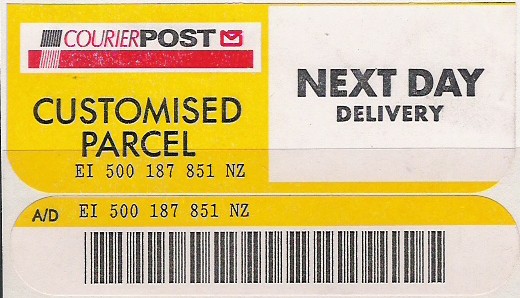 COURIERPOST
CUSTOMISED
PARCEL
EI 500 187 851 NZ
NEXT DAY
DELIVERY
A/D EI 500 187 851 NZ